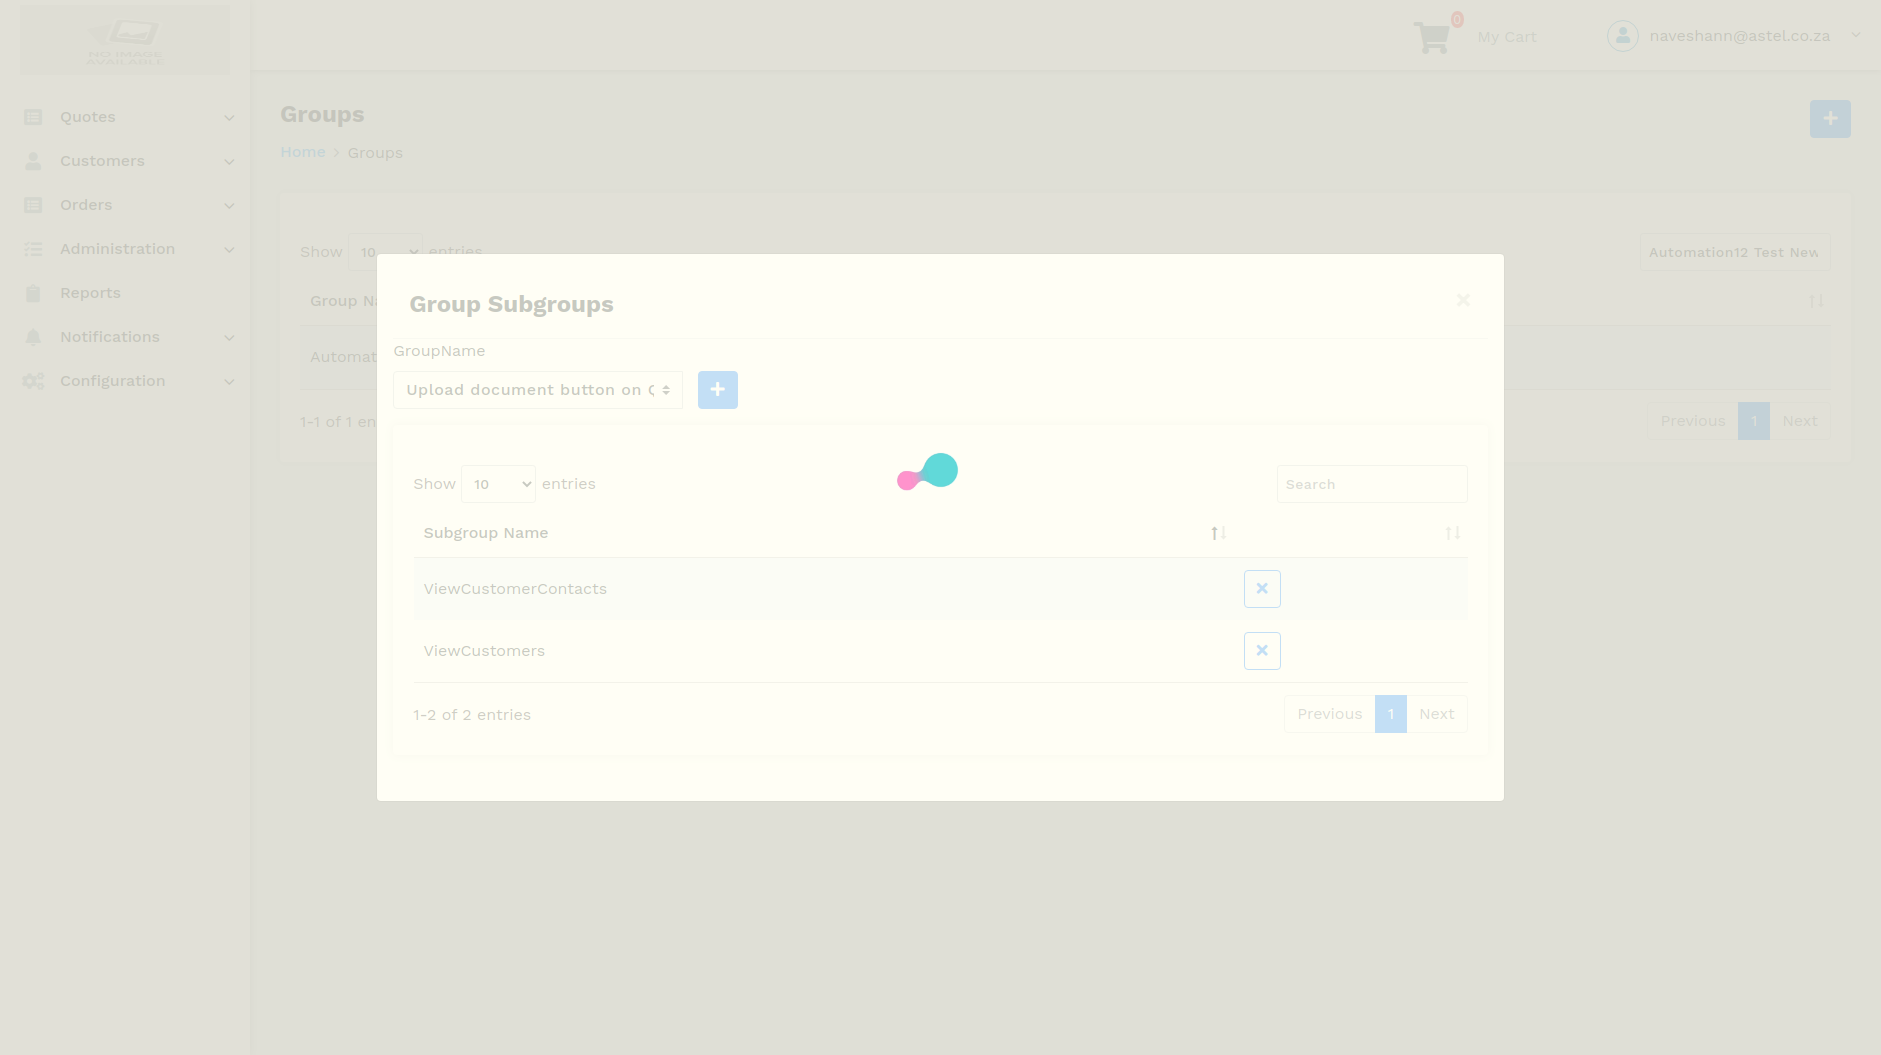 NO IMAGE
AVAILABLE
0
My Cart
naveshann@astel.co.za
Quotes
Customers
Orders
Administration
Reports
Notifications
Configuration
Groups
Home
Groups
Show 10 entries
Automation12 Test New
Group Na
Automat
1-1 of 1 en
Previous 1 Next
Group Subgroups
GroupName
Upload document button on
Show 10 entries
Search
Subgroup Name
ViewCustomerContacts
ViewCustomers
1-2 of 2 entries
Previous 1 Next